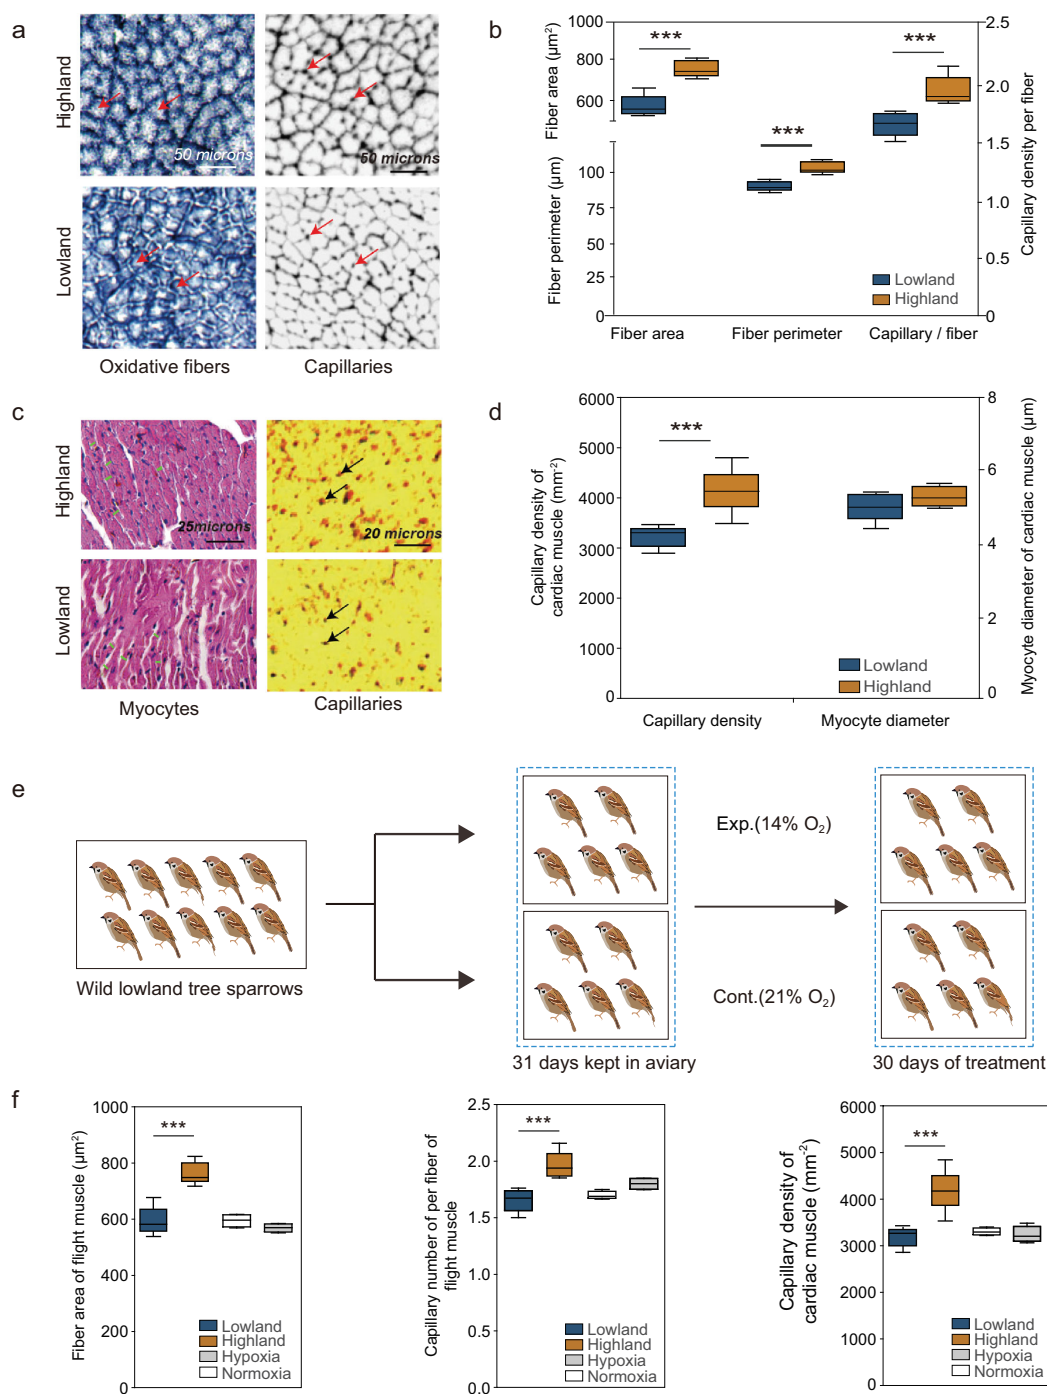 a
Highland
50 microns
50 microns
Lowland
Oxidative fibers
Capillaries
b
Fiber area (µm²)
800
600
***
***
***
Fiber perimeter (µm)
100
75
50
25
0
2.5
2.0
1.5
1.0
0.5
0
Capillary density per fiber
Lowland
Highland
Fiber area
Fiber perimeter
Capillary / fiber
c
Highland
25microns
20 microns
Lowland
Myocytes
Capillaries
d
Capillary density of
cardiac muscle (mm⁻²)
6000
5000
4000
3000
2000
1000
0
***
8
6
4
2
0
Myocyte diameter of cardiac muscle (µm)
Lowland
Highland
Capillary density
Myocyte diameter
e
Wild lowland tree sparrows
Exp.(14% O₂)
Cont.(21% O₂)
31 days kept in aviary
30 days of treatment
f
Fiber area of flight muscle (µm²)
1000
800
600
400
200
0
***
Lowland
Highland
Hypoxia
Normoxia
Capillary number of per fiber of
flight muscle
2.5
2.0
1.5
1.0
0.5
0.0
***
Lowland
Highland
Hypoxia
Normoxia
Capillary density of
cardiac muscle (mm⁻²)
6000
5000
4000
3000
2000
1000
0
***
Lowland
Highland
Hypoxia
Normoxia